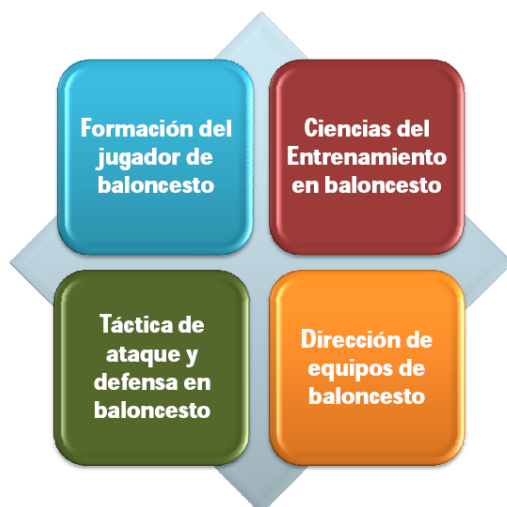 Formación del
jugador de
baloncesto
Ciencias del
Entrenamiento
en baloncesto
Táctica de
ataque y
defensa en
baloncesto
Dirección de
equipos de
baloncesto